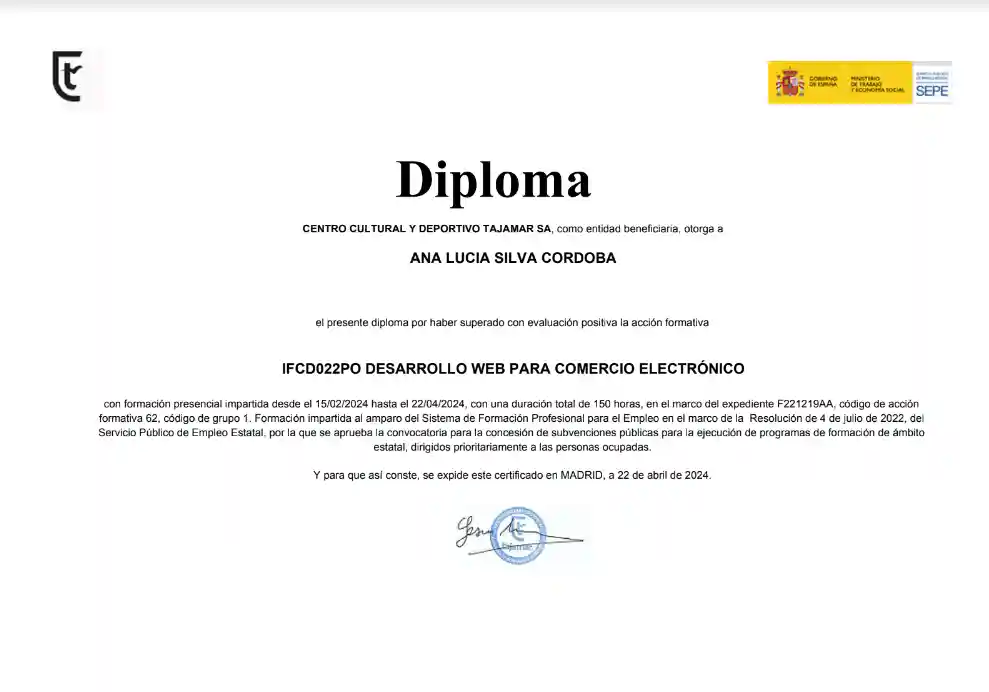 GOBIERNO MINISTERIO
DE ESPAÑA DE TRABAJO
Y ECONOMÍA SOCIAL
SEPE
Diploma
CENTRO CULTURAL Y DEPORTIVO TAJAMAR SA, como entidad beneficiaria, otorga a
ANA LUCIA SILVA CORDOBA
el presente diploma por haber superado con evaluación positiva la acción formativa
IFCD022PO DESARROLLO WEB PARA COMERCIO ELECTRÓNICO
con formación presencial impartida desde el 15/02/2024 hasta el 22/04/2024, con una duración total de 150 horas, en el marco del expediente F221219AA, código de acción
formativa 62, código de grupo 1. Formación impartida al amparo del Sistema de Formación Profesional para el Empleo en el marco de la Resolución de 4 de julio de 2022, del
Servicio Público de Empleo Estatal, por la que se aprueba la convocatoria para la concesión de subvenciones públicas para la ejecución de programas de formación de ámbito
estatal, dirigidos prioritariamente a las personas ocupadas.
Y para que así conste, se expide este certificado en MADRID, a 22 de abril de 2024.